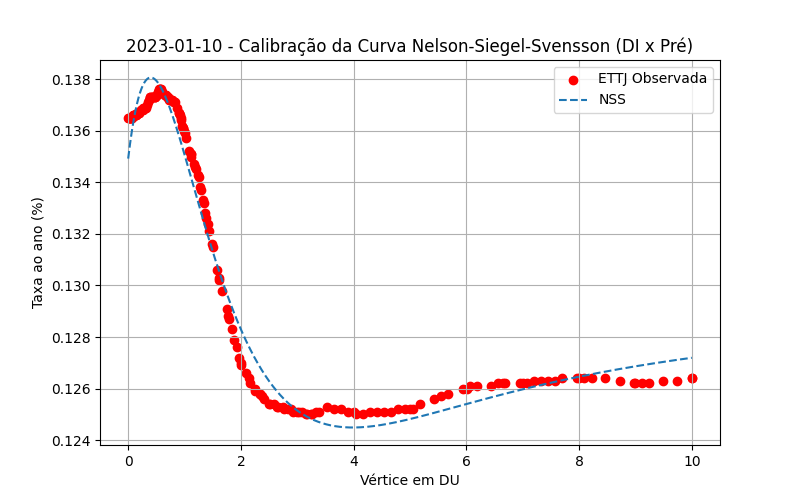 2023-01-10 - Calibração da Curva Nelson-Siegel-Svensson (DI x Pré)
ETTJ Observada
NSS
Taxa ao ano (%)
0.138
0.136
0.134
0.132
0.130
0.128
0.126
0.124
0 2 4 6 8 10
Vértice em DU